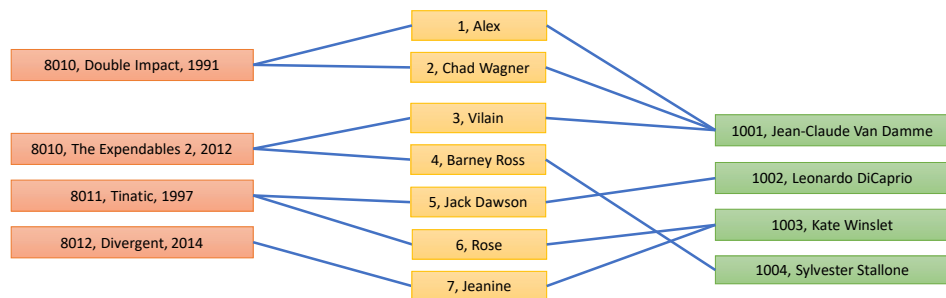 8010, Double Impact, 1991
8010, The Expendables 2, 2012
8011, Tinatic, 1997
8012, Divergent, 2014
1, Alex
2, Chad Wagner
3, Vilain
4, Barney Ross
5, Jack Dawson
6, Rose
7, Jeanine
1001, Jean-Claude Van Damme
1002, Leonardo DiCaprio
1003, Kate Winslet
1004, Sylvester Stallone